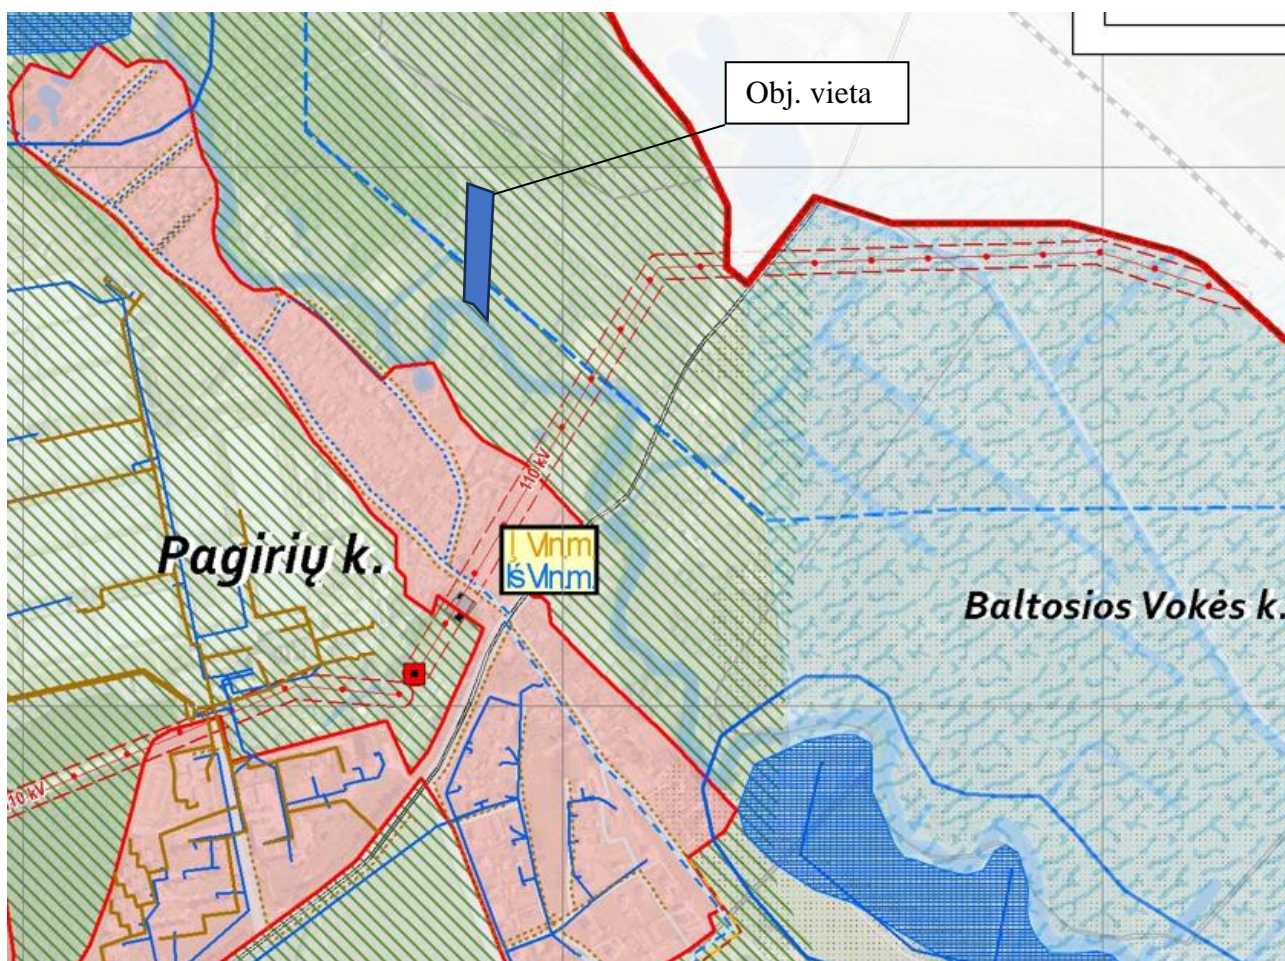 Obj. vieta
110 kV
Į Vln.m
Iš Vln.m.
Pagirių k.
Baltosios Vokės k.
10 kV